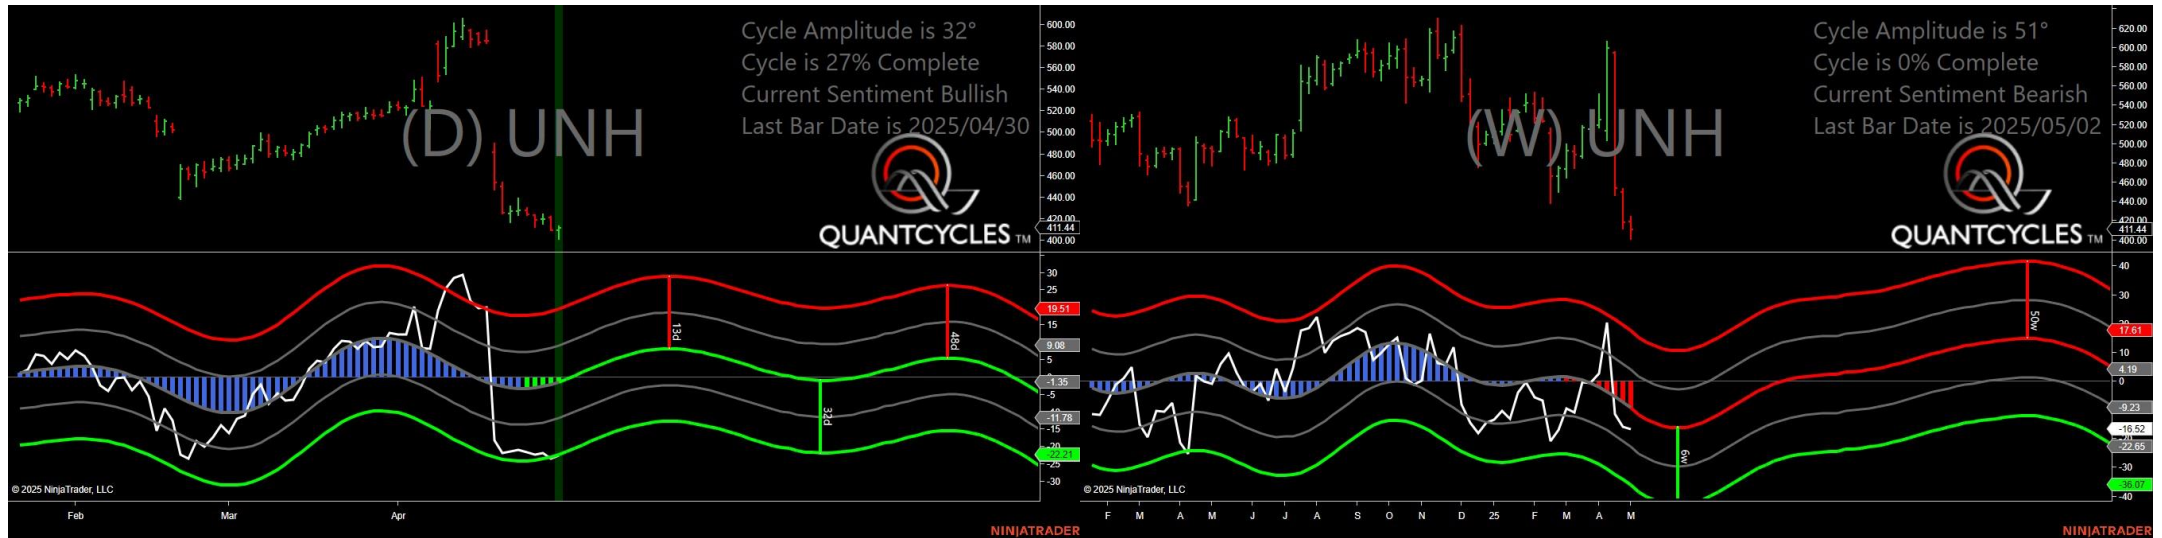 Cycle Amplitude is 32°
Cycle is 27% Complete
Current Sentiment Bullish
Last Bar Date is 2025/04/30
(D) UNH
QUANTCYCLES TM
600.00
580.00
560.00
540.00
520.00
500.00
480.00
460.00
440.00
420.00
411.44
400.00
13d
32d
48d
30
25
19.51
15
9.08
5
-1.35
-5
-11.78
-15
-22.21
-25
-30
© 2025 NinjaTrader, LLC
Feb Mar Apr
NINJATRADER
Cycle Amplitude is 51°
Cycle is 0% Complete
Current Sentiment Bearish
Last Bar Date is 2025/05/02
(W) UNH
QUANTCYCLES TM
620.00
600.00
580.00
560.00
540.00
520.00
500.00
480.00
460.00
440.00
420.00
411.44
400.00
6w
50w
40
30
17.61
10
4.19
0
-9.23
-16.52
-22.65
-30
-36.07
-40
© 2025 NinjaTrader, LLC
F M A M J J A S O N D 25 F M A M
NINJATRADER